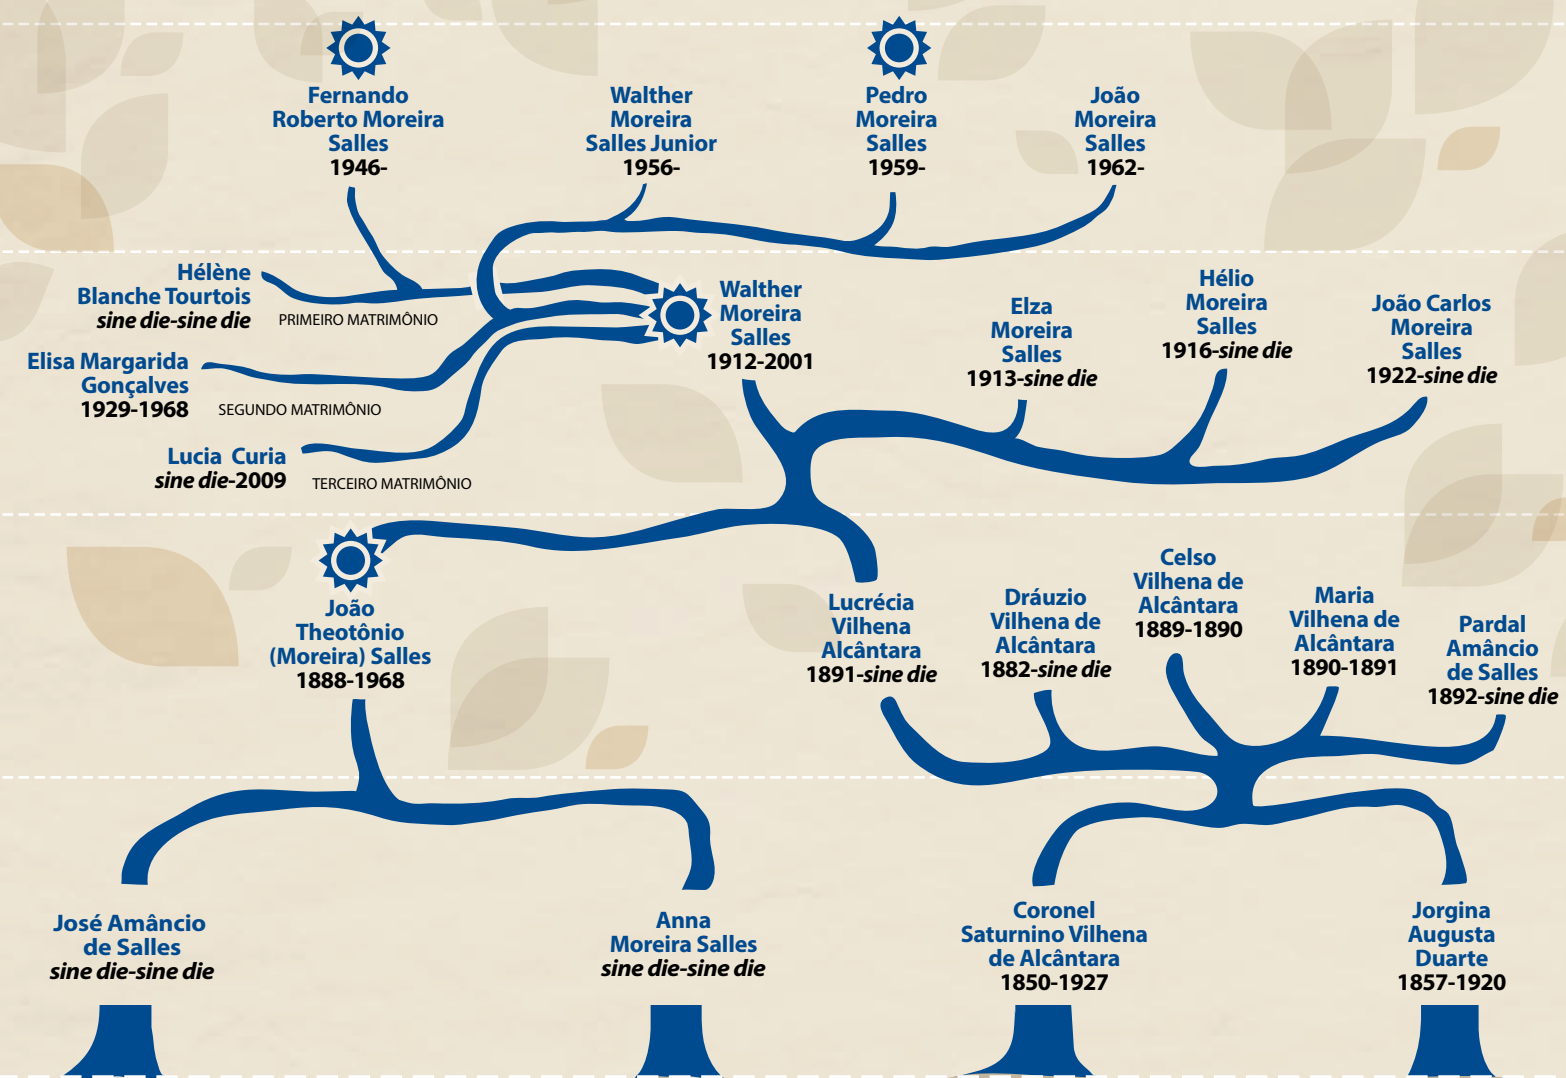 Fernando
Roberto Moreira
Salles
1946-
Walther
Moreira
Salles Junior
1956-
Pedro
Moreira
Salles
1959-
João
Moreira
Salles
1962-
Hélène
Blanche Tourtois
sine die-sine die
PRIMEIRO MATRIMÔNIO
Elisa Margarida
Gonçalves
1929-1968
SEGUNDO MATRIMÔNIO
Lucia Curia
sine die-2009
TERCEIRO MATRIMÔNIO
Walther
Moreira
Salles
1912-2001
Elza
Moreira
Salles
1913-sine die
Hélio
Moreira
Salles
1916-sine die
João Carlos
Moreira
Salles
1922-sine die
João
Theotônio
(Moreira) Salles
1888-1968
Lucrécia
Vilhena
Alcântara
1891-sine die
Dráuzio
Vilhena de
Alcântara
1882-sine die
Celso
Vilhena de
Alcântara
1889-1890
Maria
Vilhena de
Alcântara
1890-1891
Pardal
Amâncio
de Salles
1892-sine die
José Amâncio
de Salles
sine die-sine die
Anna
Moreira Salles
sine die-sine die
Coronel
Saturnino Vilhena
de Alcântara
1850-1927
Jorgina
Augusta
Duarte
1857-1920